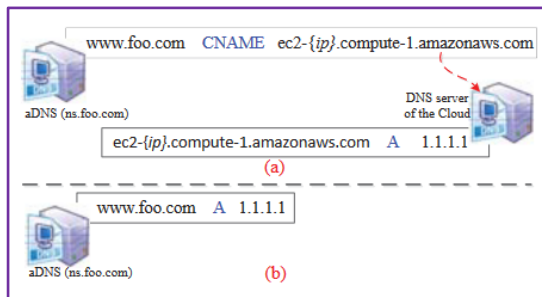 www.foo.com CNAME ec2-{ip}.compute-1.amazonaws.com
aDNS (ns.foo.com)
DNS server
of the Cloud
ec2-{ip}.compute-1.amazonaws.com A 1.1.1.1
(a)
www.foo.com A 1.1.1.1
aDNS (ns.foo.com)
(b)